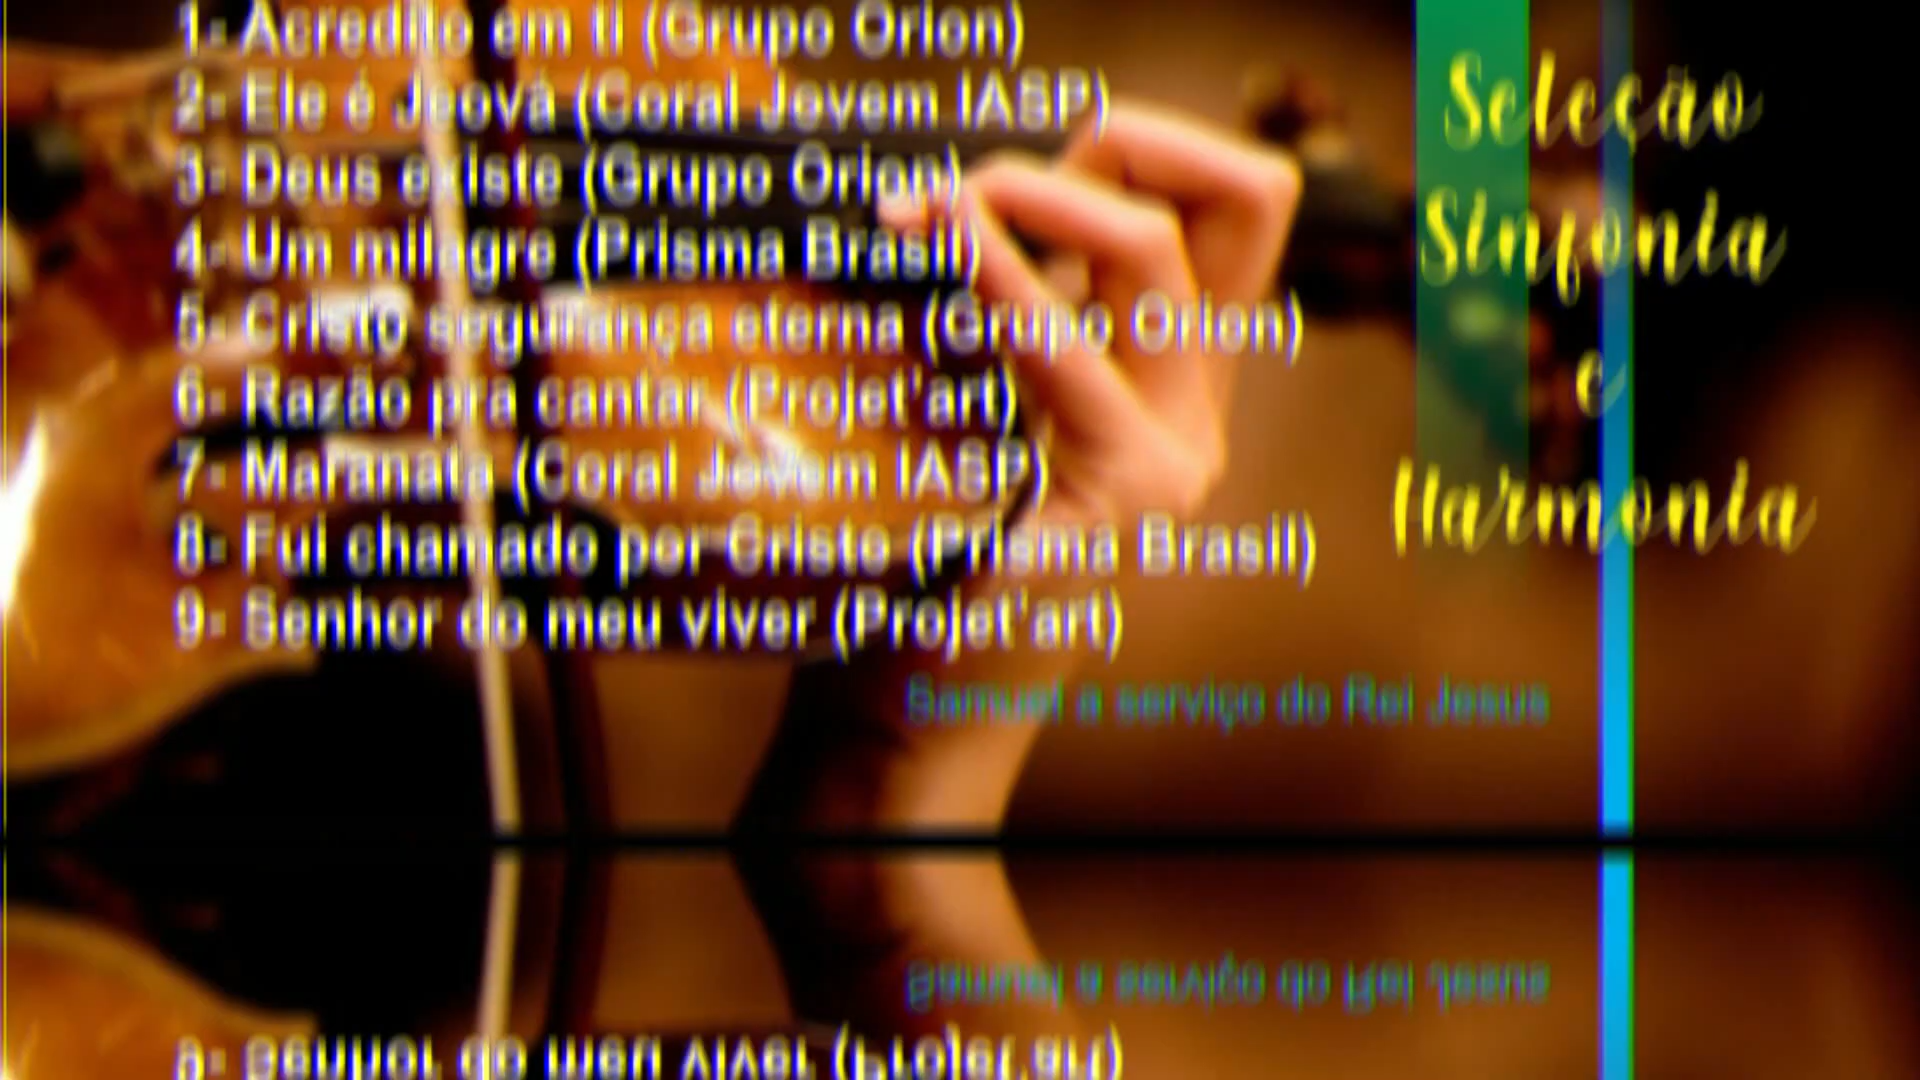 1- Acredito em ti (Grupo Orion)
2- Ele é Jeová (Coral Jovem IASP)
3- Deus existe (Grupo Orion)
4- Um milagre (Prisma Brasil)
5- Cristo segurança eterna (Grupo Orion)
6- Razão pra cantar (Projet'art)
7- Maranata (Coral Jovem IASP)
8- Fui chamado por Cristo (Prisma Brasil)
9- Senhor do meu viver (Projet'art)
Samuel a serviço do Rei Jesus
Seleção
Sinfonia
e
Harmonia